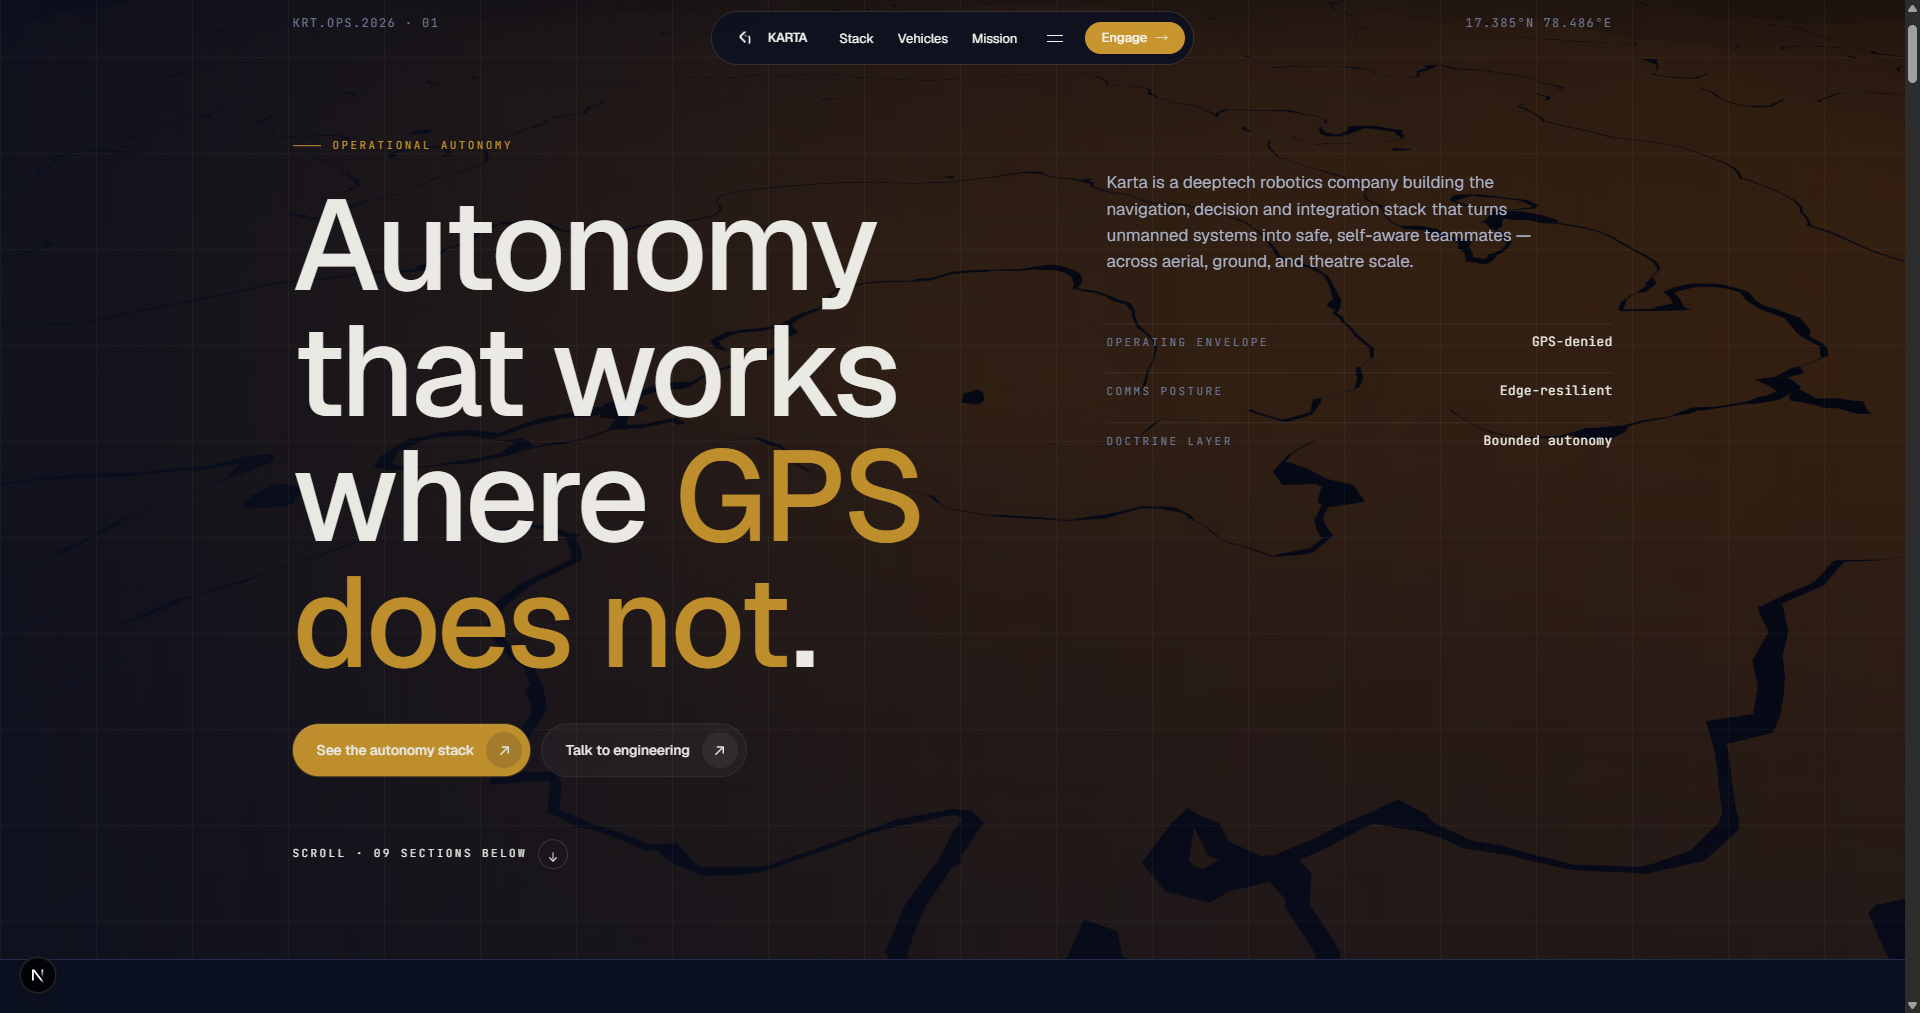 KRT.OPS.2026 · 01
KARTA
Stack
Vehicles
Mission
Engage →
17.385°N 78.486°E
OPERATIONAL AUTONOMY
Autonomy
that works
where GPS
does not.
Karta is a deeptech robotics company building the
navigation, decision and integration stack that turns
unmanned systems into safe, self-aware teammates —
across aerial, ground, and theatre scale.
OPERATING ENVELOPE GPS-denied
COMMS POSTURE Edge-resilient
DOCTRINE LAYER Bounded autonomy
See the autonomy stack ↗
Talk to engineering ↗
SCROLL · 09 SECTIONS BELOW ↓
N